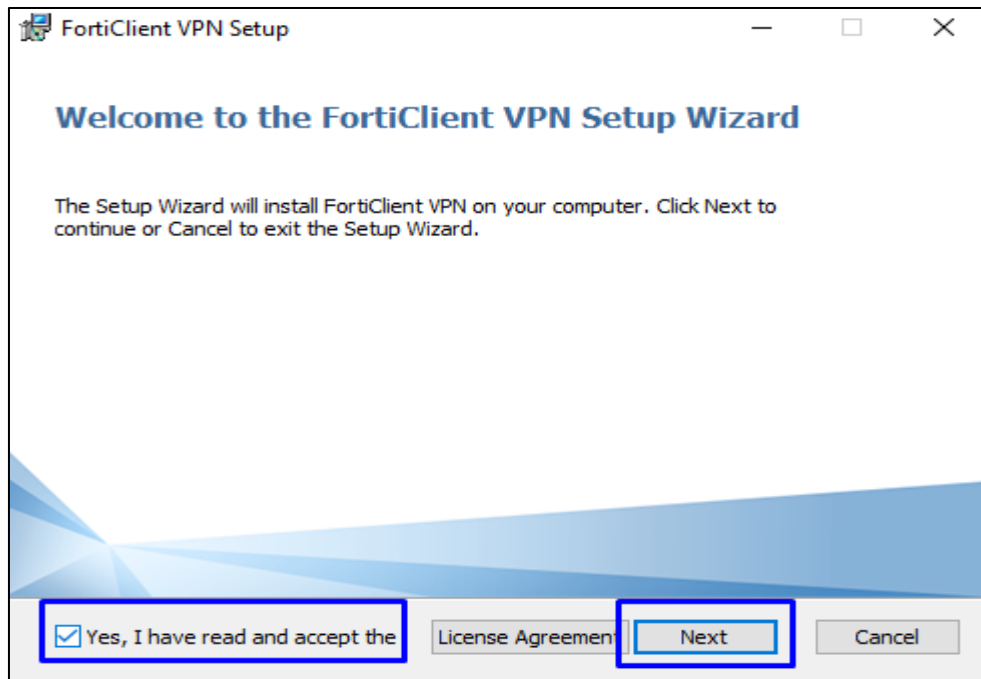 FortiClient VPN Setup
Welcome to the FortiClient VPN Setup Wizard
The Setup Wizard will install FortiClient VPN on your computer. Click Next to
continue or Cancel to exit the Setup Wizard.
Yes, I have read and accept the License Agreement Next Cancel